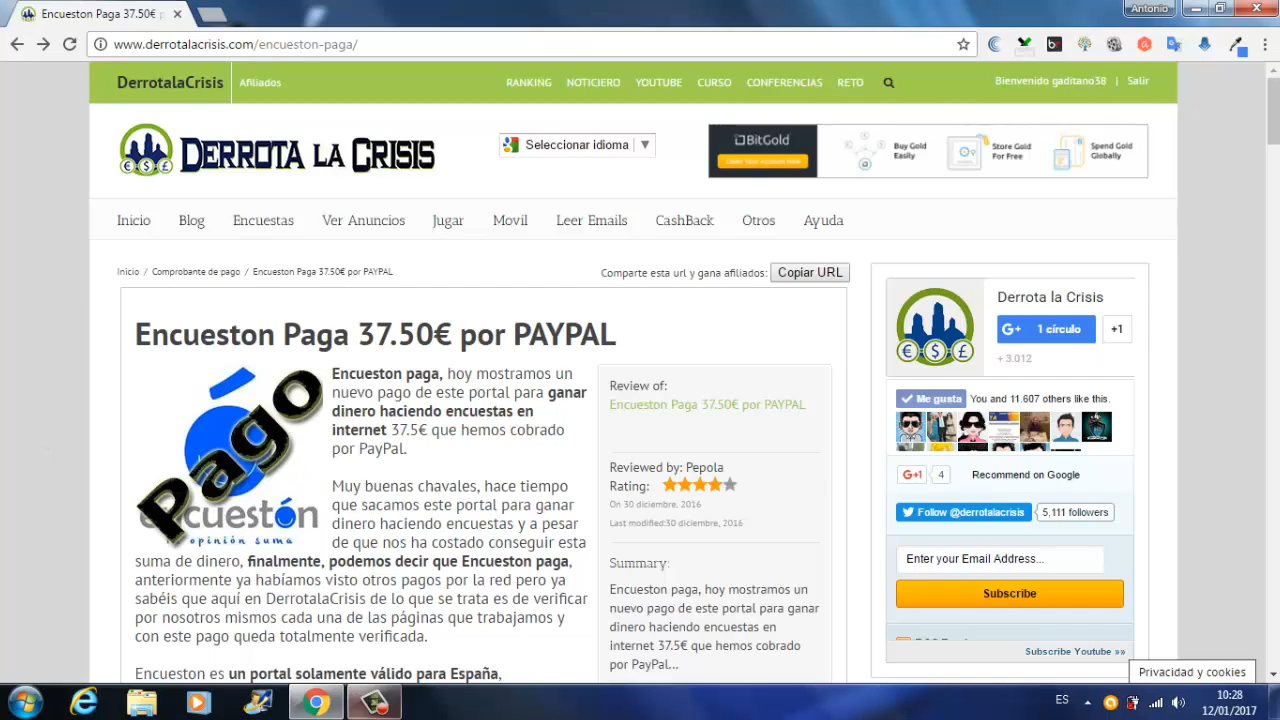 Encueston Paga 37.50€ p
Antonio
www.derrotalacrisis.com/encueston-paga/
DerrotalaCrisis
Afiliados
RANKING NOTICIERO YOUTUBE CURSO CONFERENCIAS RETO
Bienvenido gaditano38 | Salir
DERROTA LA CRISIS
Seleccionar idioma
BitGold
Buy Gold
Easily
Store Gold
For Free
Spend Gold
Globally
Inicio Blog Encuestas Ver Anuncios Jugar Movil Leer Emails CashBack Otros Ayuda
Inicio / Comprobante de pago / Encueston Paga 37.50€ por PAYPAL
Comparte esta url y gana afiliados: Copiar URL
Encueston Paga 37.50€ por PAYPAL
Pago
encuestón
opinión suma
Encueston paga, hoy mostramos un
nuevo pago de este portal para ganar
dinero haciendo encuestas en
internet 37.5€ que hemos cobrado
por PayPal.
Muy buenas chavales, hace tiempo
que sacamos este portal para ganar
dinero haciendo encuestas y a pesar
de que nos ha costado conseguir esta
suma de dinero, finalmente, podemos decir que Encueston paga,
anteriormente ya habíamos visto otros pagos por la red pero ya
sabéis que aquí en DerrotalaCrisis de lo que se trata es de verificar
por nosotros mismos cada una de las páginas que trabajamos y
con este pago queda totalmente verificada.
Encueston es un portal solamente válido para España,
Review of:
Encueston Paga 37.50€ por PAYPAL
Reviewed by: Pepola
Rating:
On 30 diciembre, 2016
Last modified:30 diciembre, 2016
Summary:
Encueston paga, hoy mostramos un
nuevo pago de este portal para ganar
dinero haciendo encuestas en
internet 37.5€ que hemos cobrado
por PayPal...
Derrota la Crisis
G+ 1 círculo +1
+ 3.012
Me gusta You and 11.607 others like this.
G+1 4 Recommend on Google
Follow @derrotalacrisis 5,111 followers
Enter your Email Address...
Subscribe
Subscribe Youtube »»
Privacidad y cookies
ES
10:28
12/01/2017